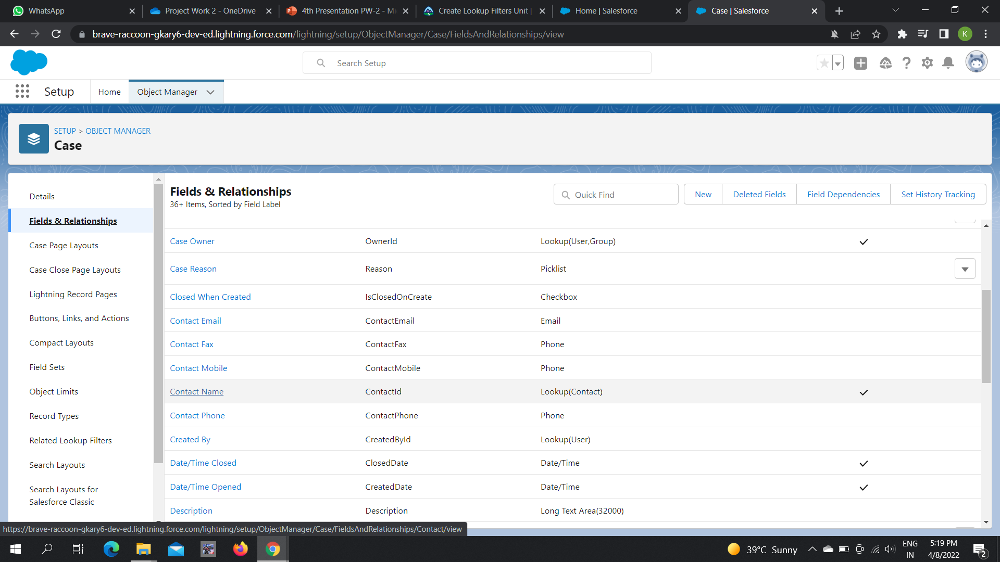 WhatsApp
Project Work 2 - OneDrive
4th Presentation PW-2 - Mi
Create Lookup Filters Unit |
Home | Salesforce
Case | Salesforce
brave-raccoon-gkary6-dev-ed.lightning.force.com/lightning/setup/ObjectManager/Case/FieldsAndRelationships/view
K
Search Setup
Setup
Home
Object Manager
SETUP > OBJECT MANAGER
Case
Details
Fields & Relationships
Case Page Layouts
Case Close Page Layouts
Lightning Record Pages
Buttons, Links, and Actions
Compact Layouts
Field Sets
Object Limits
Record Types
Related Lookup Filters
Search Layouts
Search Layouts for
Salesforce Classic
Fields & Relationships
36+ Items, Sorted by Field Label
Quick Find
New
Deleted Fields
Field Dependencies
Set History Tracking
Case Owner OwnerId Lookup(User,Group)
Case Reason Reason Picklist
Closed When Created IsClosedOnCreate Checkbox
Contact Email ContactEmail Email
Contact Fax ContactFax Phone
Contact Mobile ContactMobile Phone
Contact Name ContactId Lookup(Contact)
Contact Phone ContactPhone Phone
Created By CreatedById Lookup(User)
Date/Time Closed ClosedDate Date/Time
Date/Time Opened CreatedDate Date/Time
Description Description Long Text Area(32000)
https://brave-raccoon-gkary6-dev-ed.lightning.force.com/lightning/setup/ObjectManager/Case/FieldsAndRelationships/Contact/view
39°C Sunny
ENG
IN
5:19 PM
4/8/2022
2